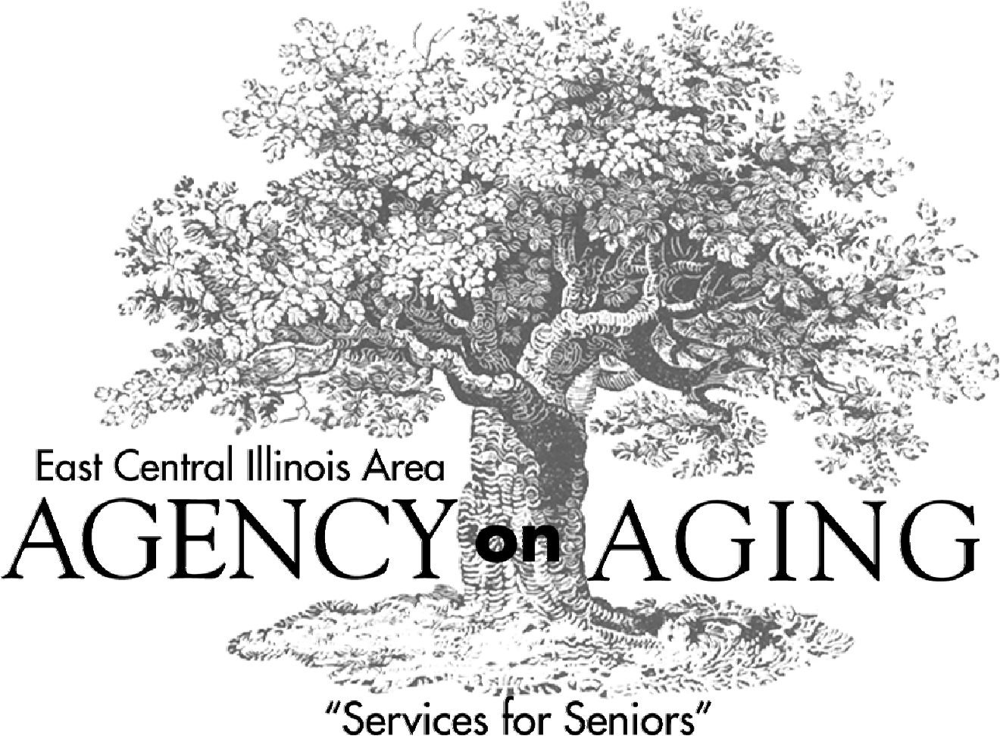 East Central Illinois Area
AGENCY on AGING
“Services for Seniors”